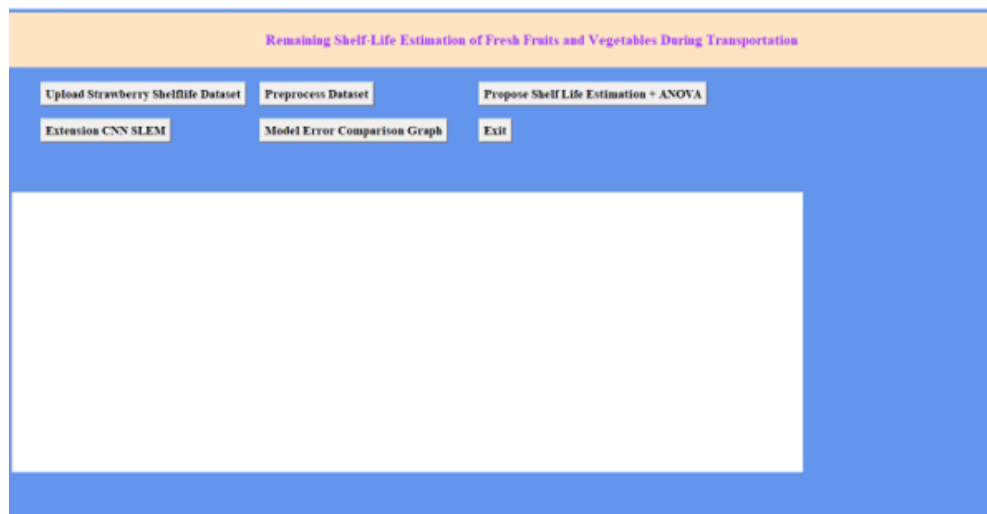 Remaining Shelf-Life Estimation of Fresh Fruits and Vegetables During Transportation
Upload Strawberry Shelflife Dataset
Preprocess Dataset
Propose Shelf Life Estimation + ANOVA
Extension CNN SLEM
Model Error Comparison Graph
Exit